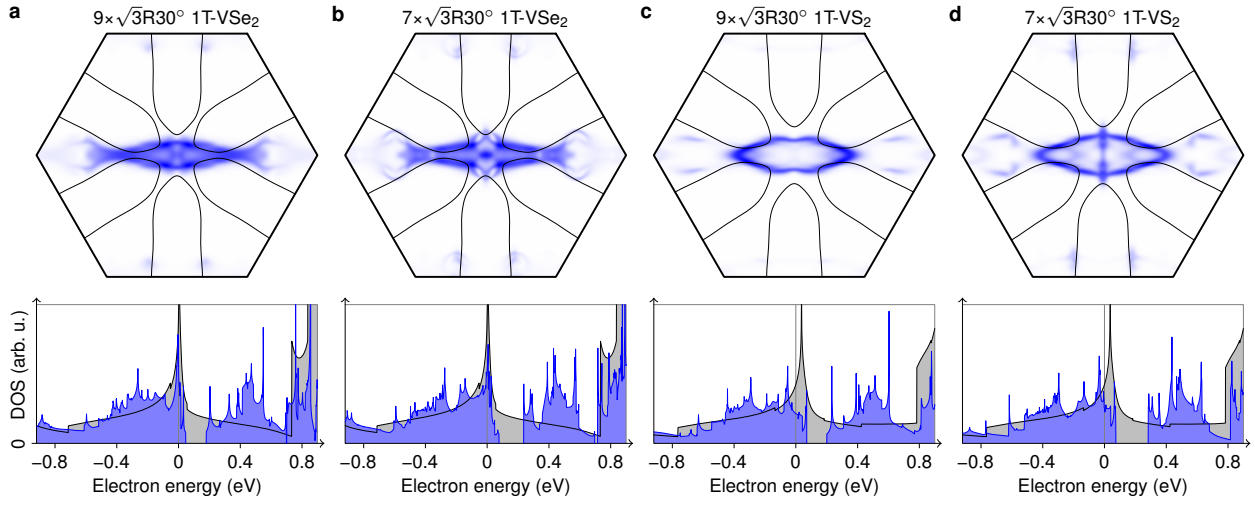 a 9×√3R30° 1T-VSe₂ b 7×√3R30° 1T-VSe₂ c 9×√3R30° 1T-VS₂ d 7×√3R30° 1T-VS₂
DOS (arb. u.)
0
−0.8 −0.4 0 0.4 0.8 −0.8 −0.4 0 0.4 0.8 −0.8 −0.4 0 0.4 0.8 −0.8 −0.4 0 0.4 0.8
Electron energy (eV) Electron energy (eV) Electron energy (eV) Electron energy (eV)